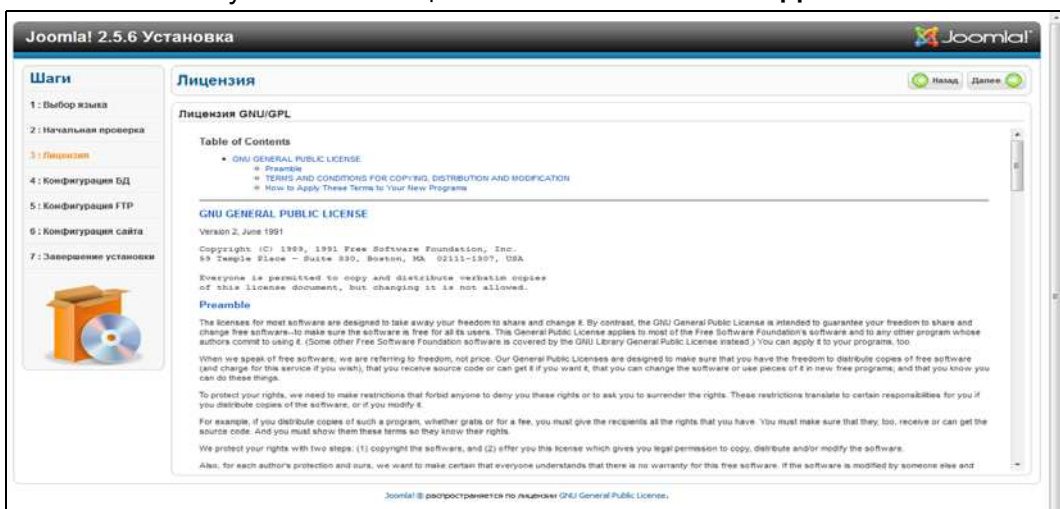 Joomla! 2.5.6 Установка
Joomla!
Шаги
1 : Выбор языка
2 : Начальная проверка
3 : Лицензия
4 : Конфигурация БД
5 : Конфигурация FTP
6 : Конфигурация сайта
7 : Завершение установки
Лицензия
Назад
Далее
Лицензия GNU/GPL
Table of Contents
GNU GENERAL PUBLIC LICENSE
Preamble
TERMS AND CONDITIONS FOR COPYING, DISTRIBUTION AND MODIFICATION
How to Apply These Terms to Your New Programs
GNU GENERAL PUBLIC LICENSE
Version 2, June 1991
Copyright (C) 1989, 1991 Free Software Foundation, Inc.
59 Temple Place - Suite 330, Boston, MA 02111-1307, USA
Everyone is permitted to copy and distribute verbatim copies
of this license document, but changing it is not allowed.
Preamble
The licenses for most software are designed to take away your freedom to share and change it. By contrast, the GNU General Public License is intended to guarantee your freedom to share and
change free software--to make sure the software is free for all its users. This General Public License applies to most of the Free Software Foundation's software and to any other program whose
authors commit to using it. (Some other Free Software Foundation software is covered by the GNU Library General Public License instead.) You can apply it to your programs, too.
When we speak of free software, we are referring to freedom, not price. Our General Public Licenses are designed to make sure that you have the freedom to distribute copies of free software
(and charge for this service if you wish), that you receive source code or can get it if you want it, that you can change the software or use pieces of it in new free programs; and that you know you
can do these things.
To protect your rights, we need to make restrictions that forbid anyone to deny you these rights or to ask you to surrender the rights. These restrictions translate to certain responsibilities for you if
you distribute copies of the software, or if you modify it.
For example, if you distribute copies of such a program, whether gratis or for a fee, you must give the recipients all the rights that you have. You must make sure that they, too, receive or can get the
source code. And you must show them these terms so they know their rights.
We protect your rights with two steps: (1) copyright the software, and (2) offer you this license which gives you legal permission to copy, distribute and/or modify the software.
Also, for each author's protection and ours, we want to make certain that everyone understands that there is no warranty for this free software. If the software is modified by someone else and
Joomla! ® распространяется по лицензии GNU General Public License.